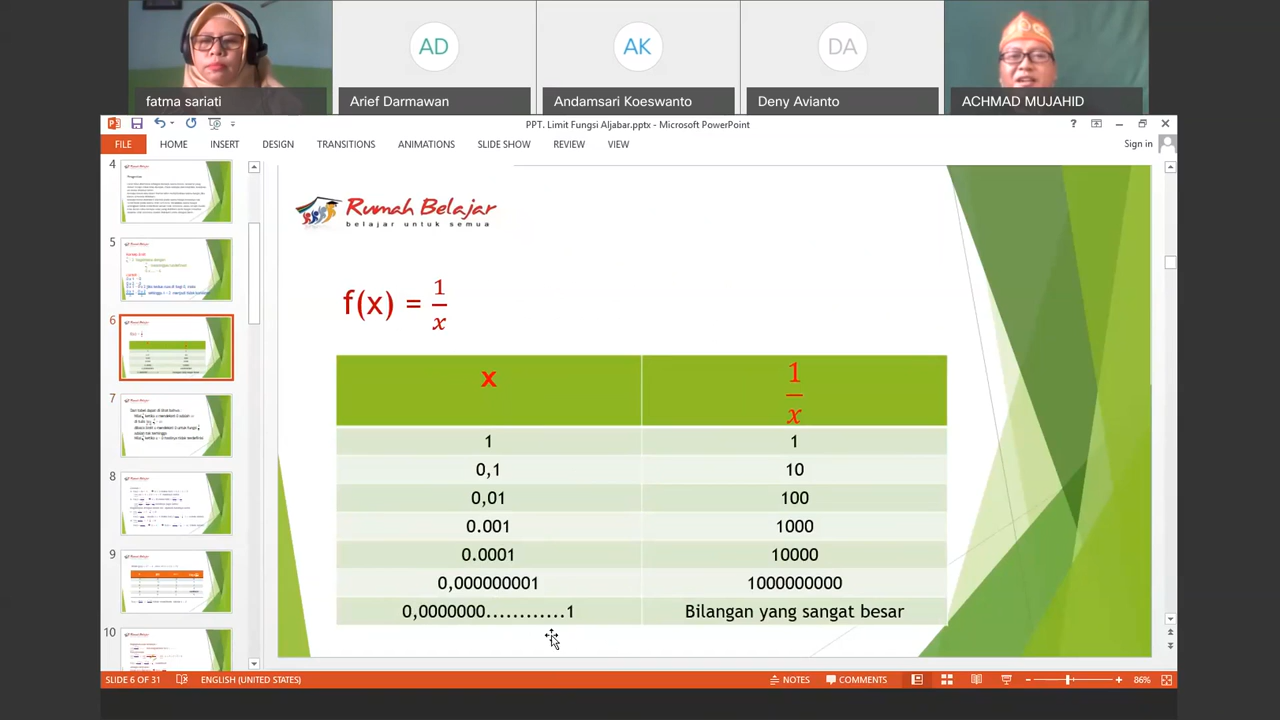 AD
AK
DA
fatma sariati
Arief Darmawan
Andamsari Koeswanto
Deny Avianto
ACHMAD MUJAHID
PPT. Limit Fungsi Aljabar.pptx - Microsoft PowerPoint
?
FILE HOME INSERT DESIGN TRANSITIONS ANIMATIONS SLIDE SHOW REVIEW VIEW
Sign in
4
5
6
7
8
9
10
Rumah Belajar
belajar untuk semua
f(x) = 1/x
x 1/x
1 1
0,1 10
0,01 100
0.001 1000
0.0001 10000
0,000000001 1000000000
0,0000000............1 Bilangan yang sangat besar
SLIDE 6 OF 31 ENGLISH (UNITED STATES) NOTES COMMENTS 86%